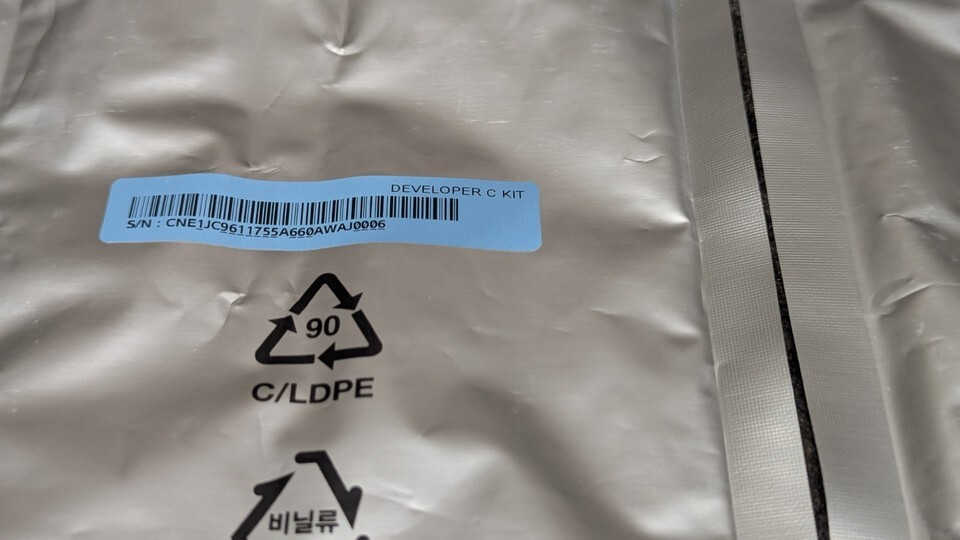 DEVELOPER C KIT
S/N : CNE1JC9611755A660AWAJ0006
90
C/LDPE
비닐류